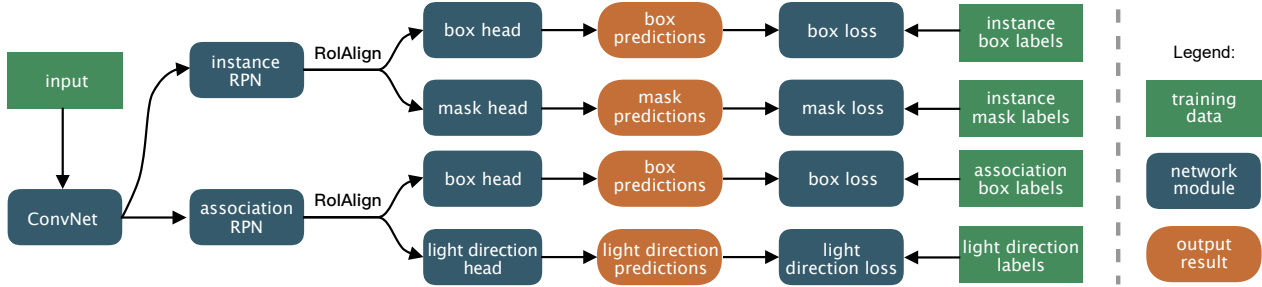 input
ConvNet
instance
RPN
association
RPN
RoIAlign
RoIAlign
box head
box
predictions
box loss
instance
box labels
mask head
mask
predictions
mask loss
instance
mask labels
box head
box
predictions
box loss
association
box labels
light direction
head
light direction
predictions
light
direction loss
light direction
labels
Legend:
training
data
network
module
output
result